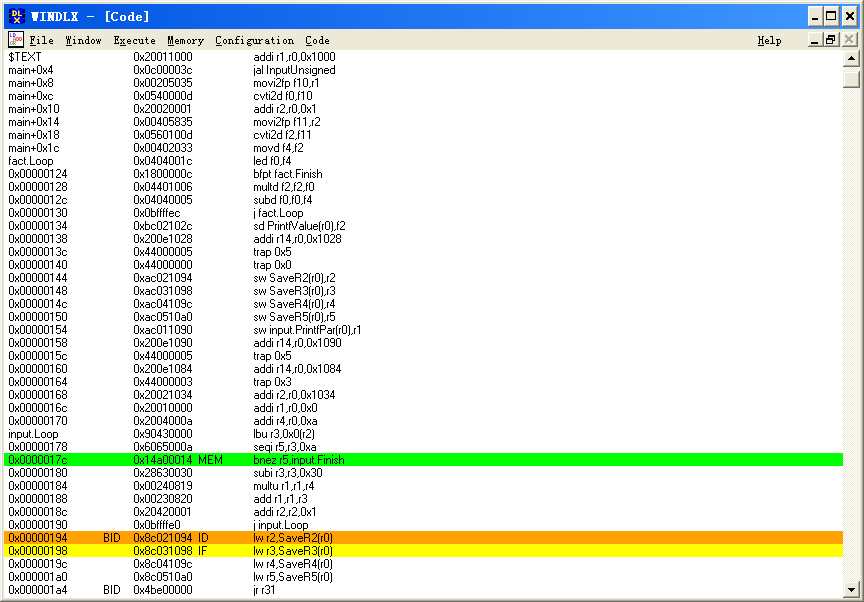 WINDLX - [Code]
File Window Execute Memory Configuration Code Help
$TEXT 0x20011000 addi r1,r0,0x1000
main+0x4 0x0c00003c jal InputUnsigned
main+0x8 0x00205035 movi2fp f10,r1
main+0xc 0x0540000d cvti2d f0,f10
main+0x10 0x20020001 addi r2,r0,0x1
main+0x14 0x00405835 movi2fp f11,r2
main+0x18 0x0560100d cvti2d f2,f11
main+0x1c 0x00402033 movd f4,f2
fact.Loop 0x0404001c led f0,f4
0x00000124 0x1800000c bfpt fact.Finish
0x00000128 0x04401006 multd f2,f2,f0
0x0000012c 0x04040005 subd f0,f0,f4
0x00000130 0x0bffffec j fact.Loop
0x00000134 0xbc02102c sd PrintfValue(r0),f2
0x00000138 0x200e1028 addi r14,r0,0x1028
0x0000013c 0x44000005 trap 0x5
0x00000140 0x44000000 trap 0x0
0x00000144 0xac021094 sw SaveR2(r0),r2
0x00000148 0xac031098 sw SaveR3(r0),r3
0x0000014c 0xac04109c sw SaveR4(r0),r4
0x00000150 0xac0510a0 sw SaveR5(r0),r5
0x00000154 0xac011090 sw input.PrintfPar(r0),r1
0x00000158 0x200e1090 addi r14,r0,0x1090
0x0000015c 0x44000005 trap 0x5
0x00000160 0x200e1084 addi r14,r0,0x1084
0x00000164 0x44000003 trap 0x3
0x00000168 0x20021034 addi r2,r0,0x1034
0x0000016c 0x20010000 addi r1,r0,0x0
0x00000170 0x2004000a addi r4,r0,0xa
input.Loop 0x90430000 lbu r3,0x0(r2)
0x00000178 0x6065000a seqi r5,r3,0xa
0x0000017c 0x14a00014 MEM bnez r5,input.Finish
0x00000180 0x28630030 subi r3,r3,0x30
0x00000184 0x00240819 multu r1,r1,r4
0x00000188 0x00230820 add r1,r1,r3
0x0000018c 0x20420001 addi r2,r2,0x1
0x00000190 0x0bffffe0 j input.Loop
0x00000194 BID 0x8c021094 ID lw r2,SaveR2(r0)
0x00000198 0x8c031098 IF lw r3,SaveR3(r0)
0x0000019c 0x8c04109c lw r4,SaveR4(r0)
0x000001a0 0x8c0510a0 lw r5,SaveR5(r0)
0x000001a4 BID 0x4be00000 jr r31